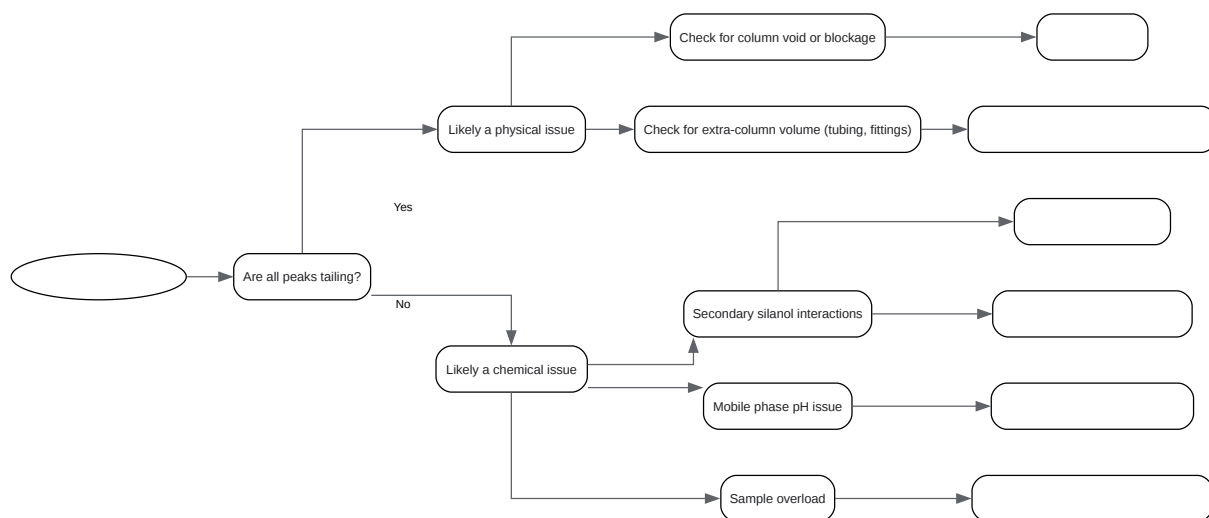 Check for column void or blockage
Likely a physical issue
Check for extra-column volume (tubing, fittings)
Yes
Are all peaks tailing?
No
Secondary silanol interactions
Likely a chemical issue
Mobile phase pH issue
Sample overload